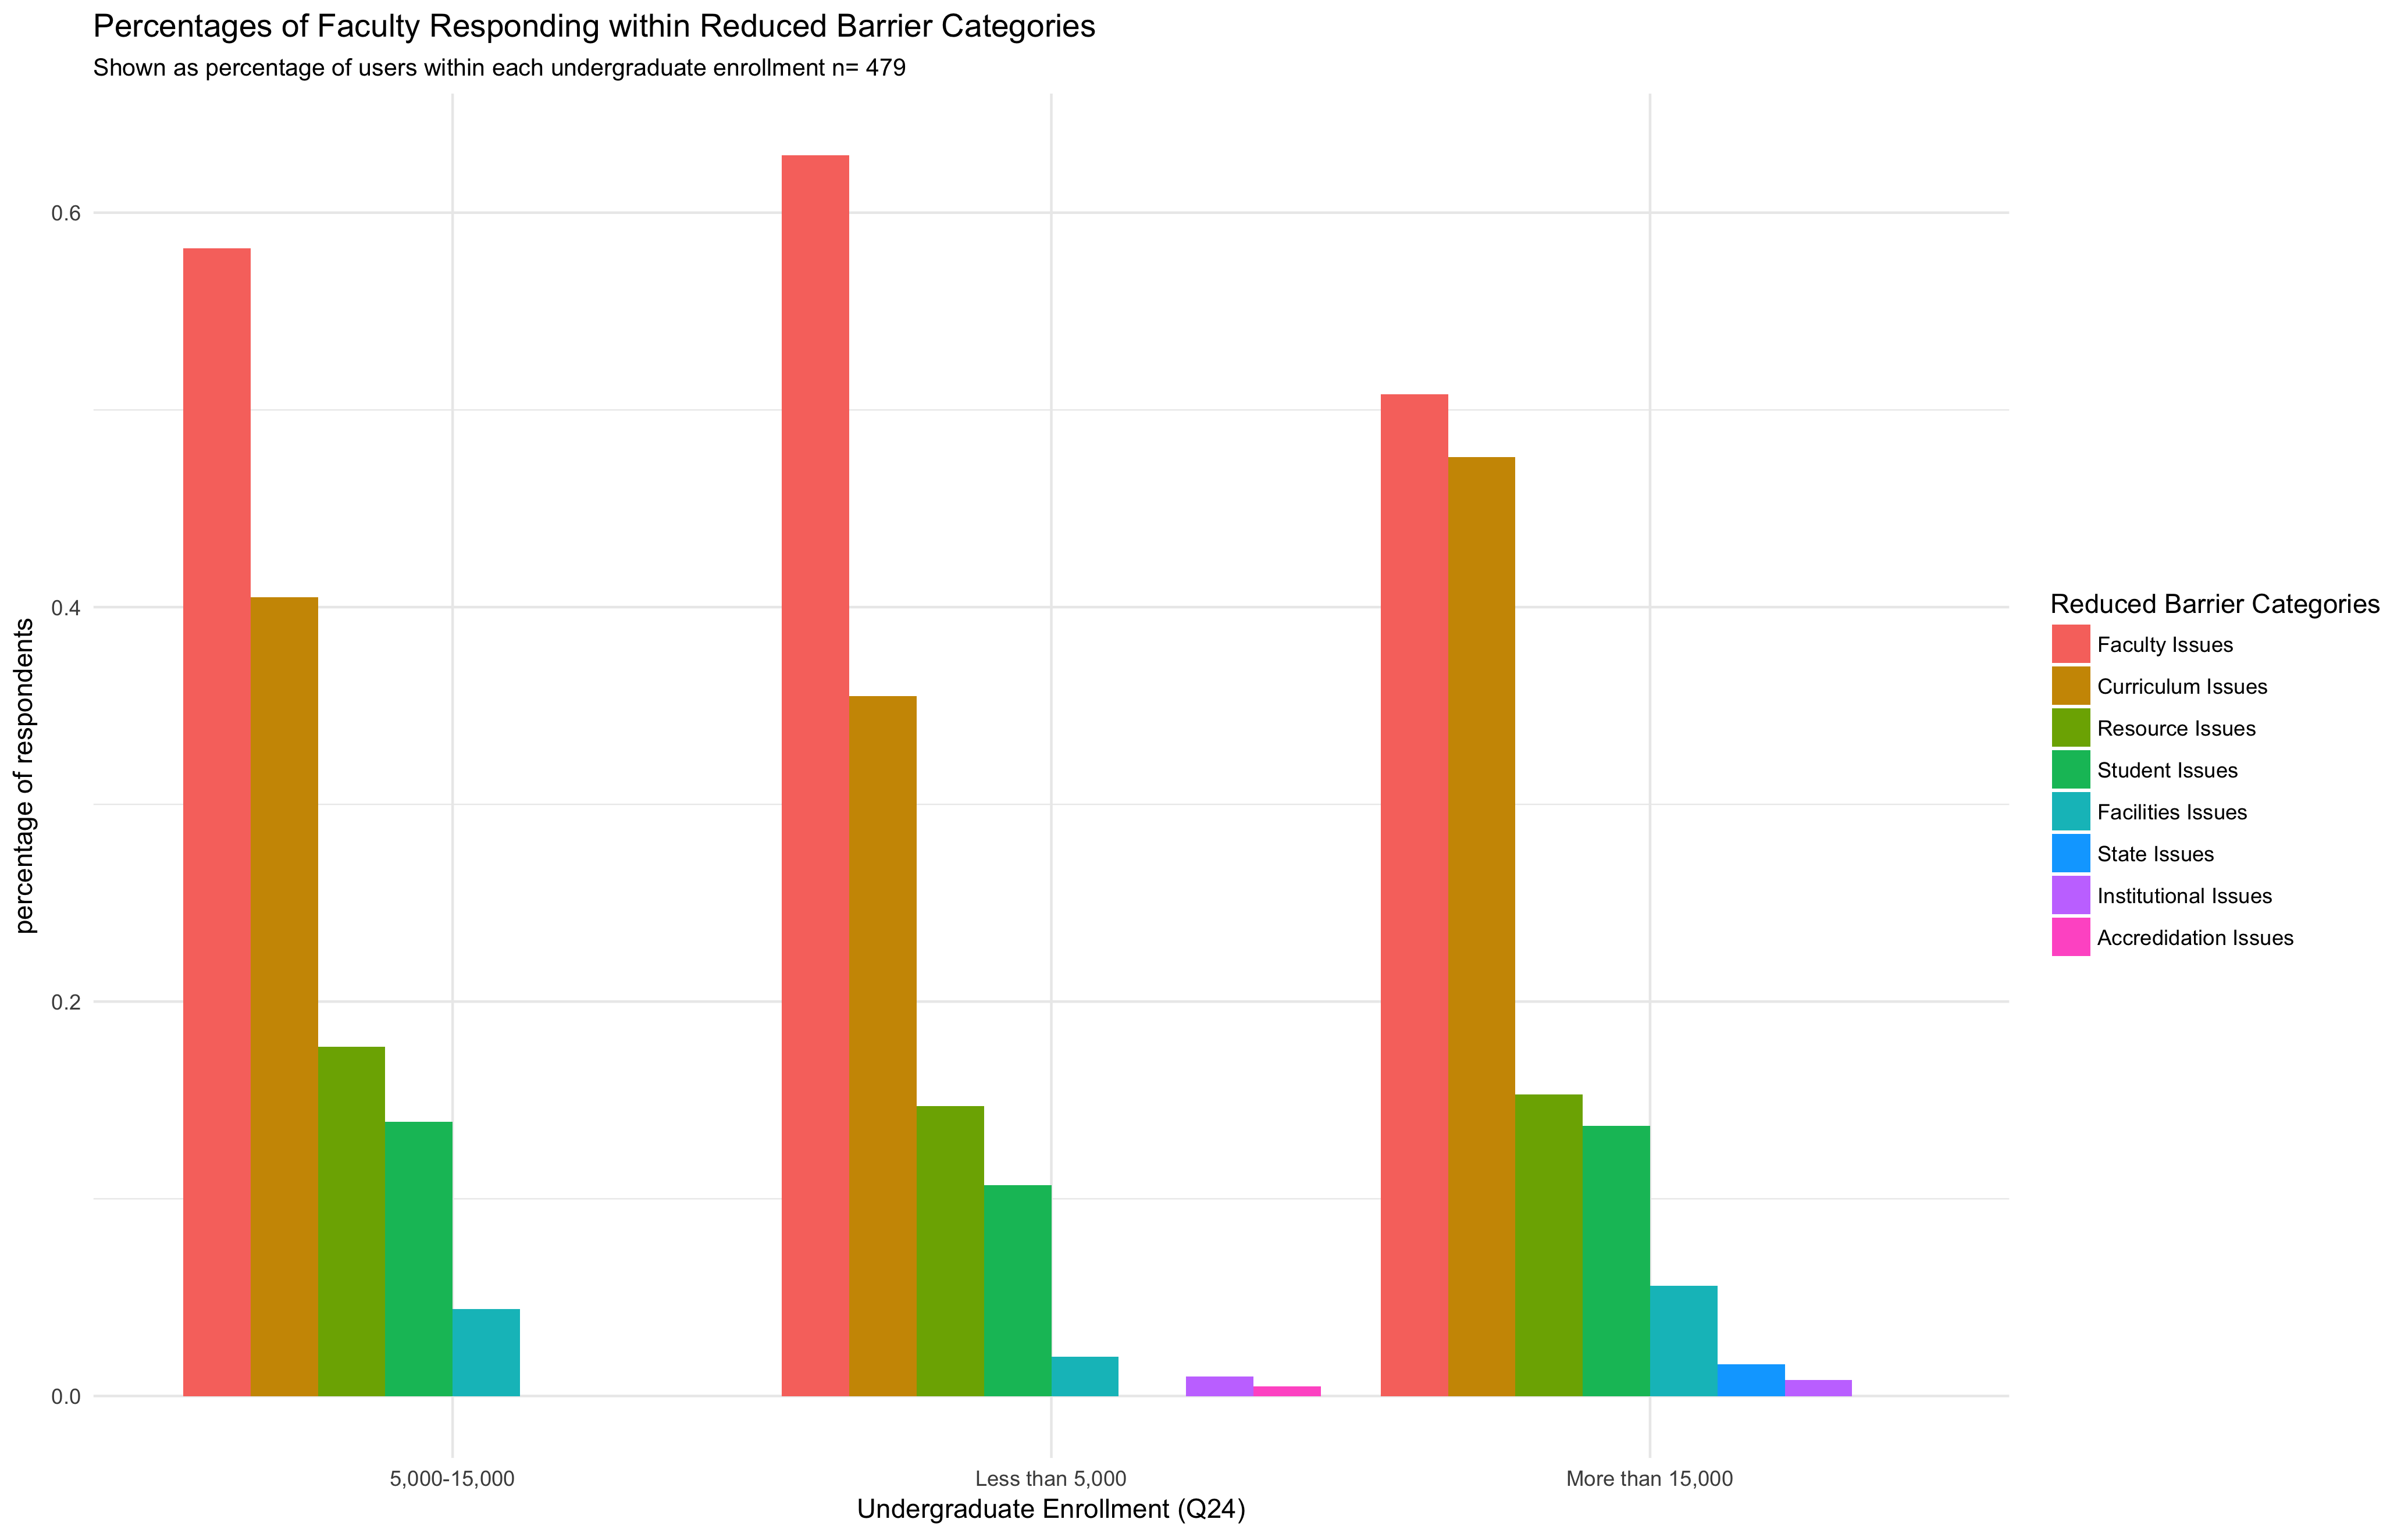 Percentages of Faculty Responding within Reduced Barrier Categories
Shown as percentage of users within each undergraduate enrollment n= 479
percentage of respondents
0.6
0.4
0.2
0.0
5,000-15,000
Less than 5,000
More than 15,000
Undergraduate Enrollment (Q24)
Reduced Barrier Categories
Faculty Issues
Curriculum Issues
Resource Issues
Student Issues
Facilities Issues
State Issues
Institutional Issues
Accredidation Issues